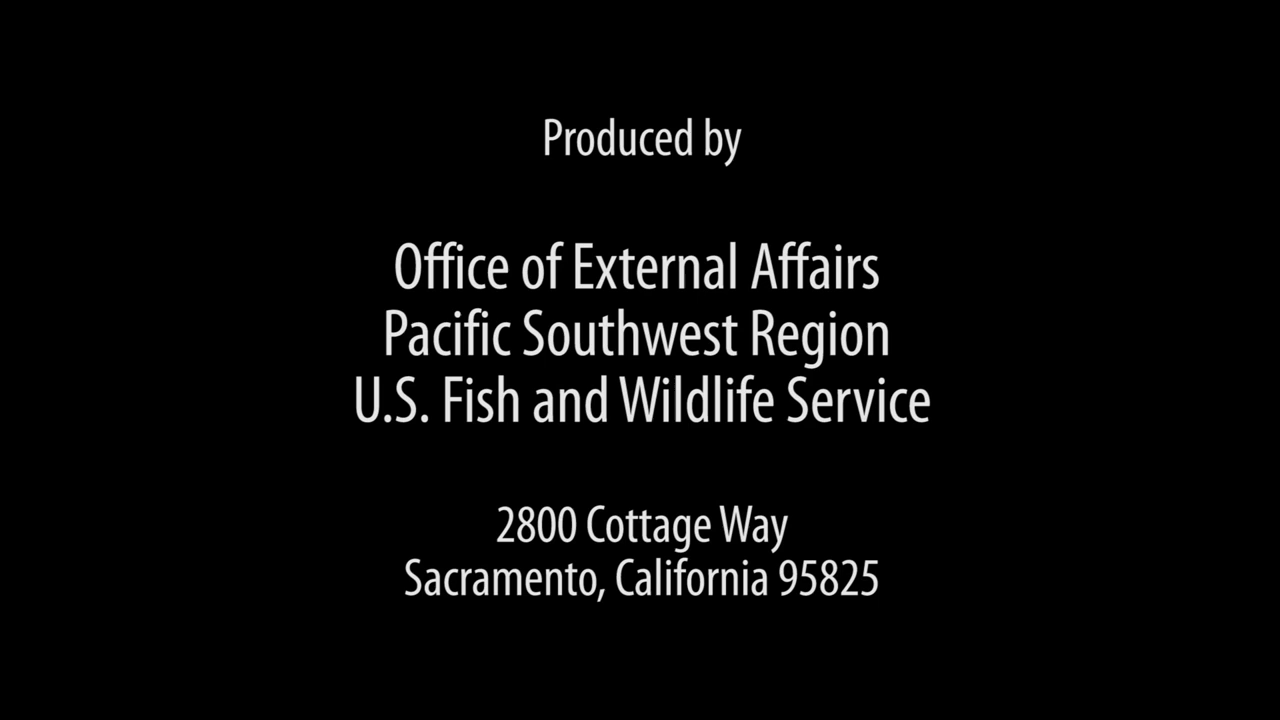 Produced by
Office of External Affairs
Pacific Southwest Region
U.S. Fish and Wildlife Service
2800 Cottage Way
Sacramento, California 95825